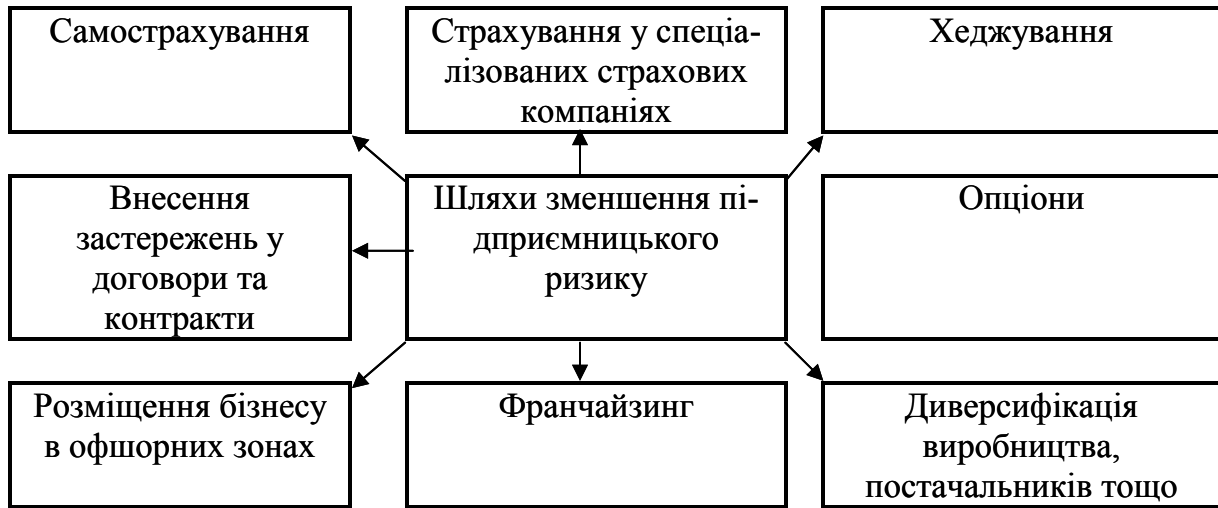 Самострахування
Страхування у спеціа-
лізованих страхових
компаніях
Хеджування
Внесення
застережень у
договори та
контракти
Шляхи зменшення пі-
дприємницького
ризику
Опціони
Розміщення бізнесу
в офшорних зонах
Франчайзинг
Диверсифікація
виробництва,
постачальників тощо